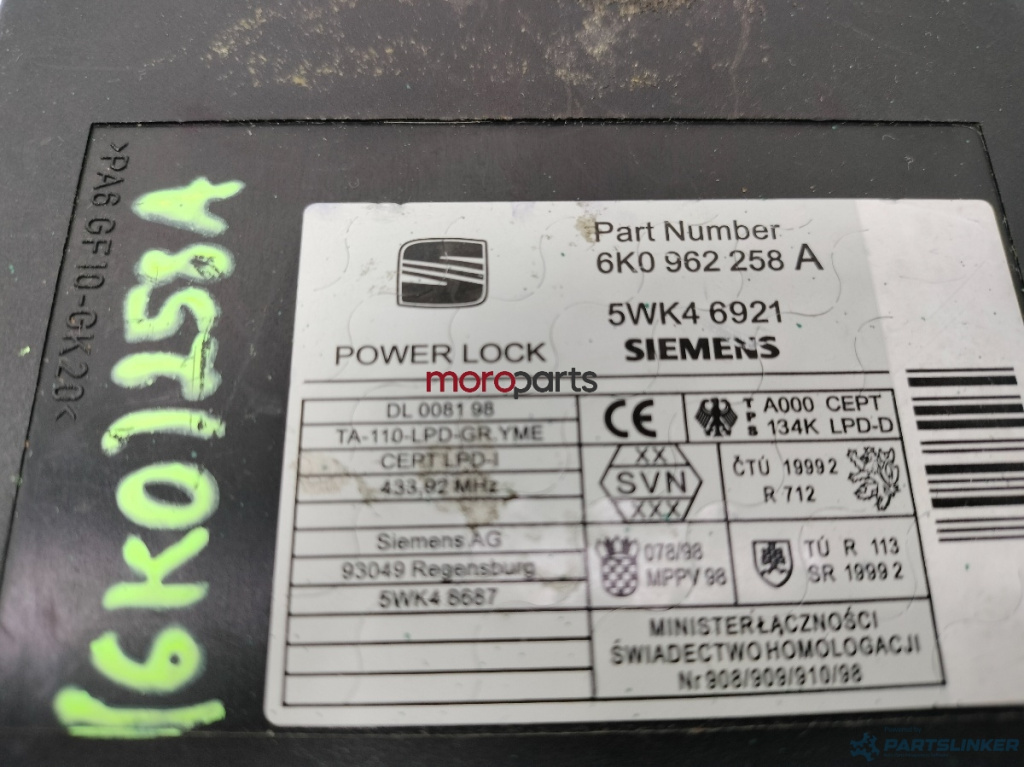 >PA6 GF10-GK20<
Part Number
6K0 962 258 A
5WK4 6921
POWER LOCK
SIEMENS
moroparts
DL 0081 98
TA-110-LPD-GR.YME
CEPT LPD-I
433,92 MHz
Siemens AG
93049 Regensburg
5WK4 8687
CE
TPS
A000 CEPT
134K LPD-D
XX
SVN
XXX
ČTÚ 1999 2
R 712
078/98
MPPV 98
TÚ R 113
SR 1999 2
MINISTER ŁĄCZNOŚCI
ŚWIADECTWO HOMOLOGACJI
Nr 908/909/910/98
PARTSLINKER